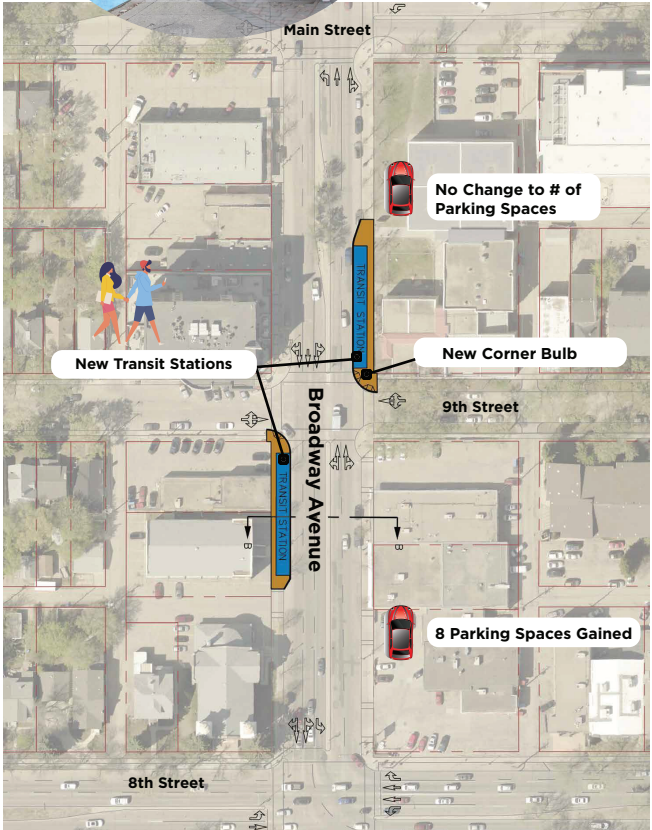 Main Street
No Change to # of
Parking Spaces
TRANSIT STATION
New Transit Stations
New Corner Bulb
Broadway Avenue
9th Street
TRANSIT STATION
B
B
8 Parking Spaces Gained
8th Street